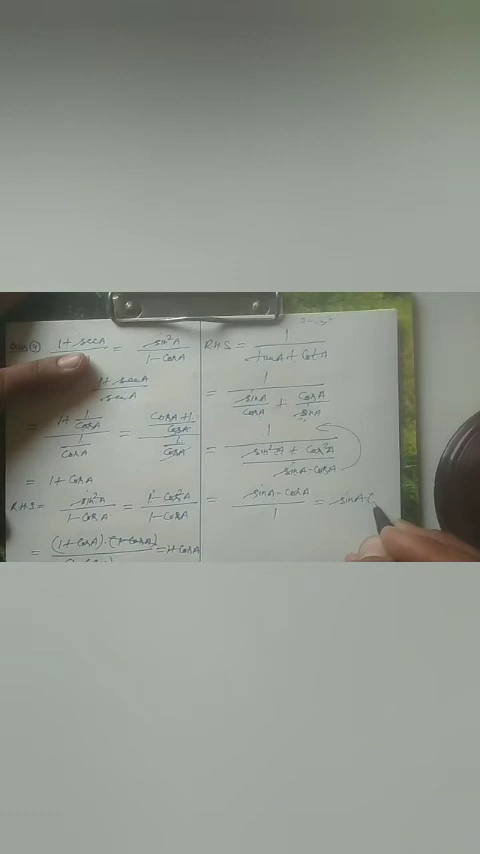 Ques ④ (1 + secA)/ = sin²A/(1 - CosA)
(1 + secA)/secA
= (1 + 1/CosA)/(1/CosA) = ((CosA + 1)/CosA)/(1/CosA)
= 1 + CosA
RHS = sin²A/(1 - CosA) = (1 - Cos²A)/(1 - CosA)
= (1 + CosA) · (1 - CosA)/ = 1 + CosA
RHS = 1/(tanA + CotA)
= 1/(sinA/CosA + CosA/sinA)
= 1/((sin²A + Cos²A)/(sinA · CosA))
= (sinA · CosA)/1 = sinA · C